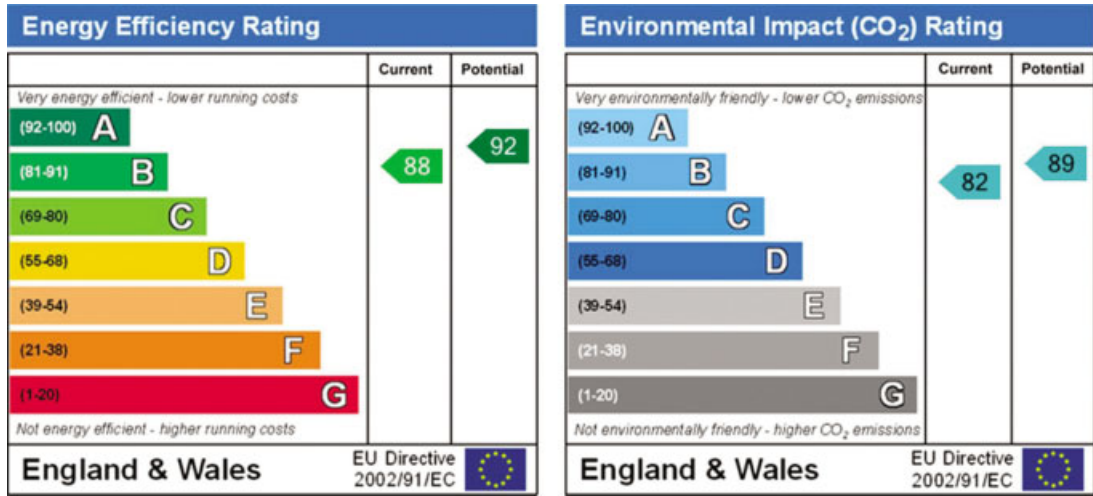 Energy Efficiency Rating
Current Potential
Very energy efficient - lower running costs
(92-100) A
92
(81-91) B
88
(69-80) C
(55-68) D
(39-54) E
(21-38) F
(1-20) G
Not energy efficient - higher running costs
England & Wales
EU Directive
2002/91/EC
Environmental Impact (CO₂) Rating
Current Potential
Very environmentally friendly - lower CO₂ emissions
(92-100) A
(81-91) B
89
82
(69-80) C
(55-68) D
(39-54) E
(21-38) F
(1-20) G
Not environmentally friendly - higher CO₂ emissions
England & Wales
EU Directive
2002/91/EC